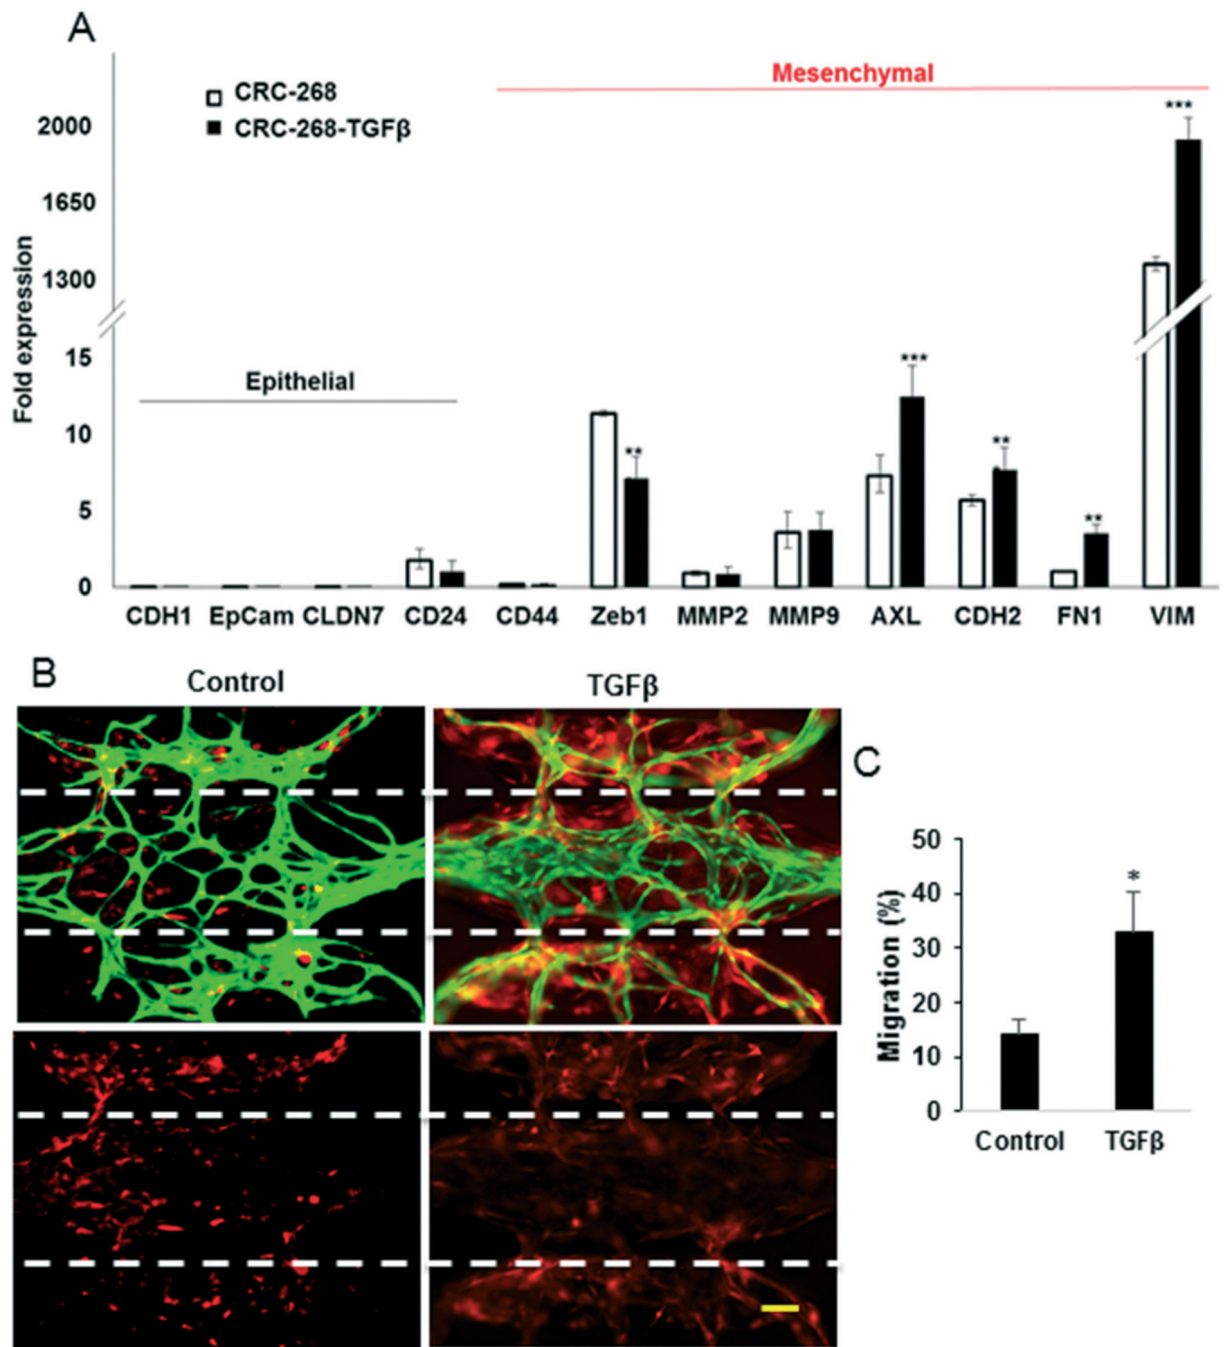 A
Mesenchymal
CRC-268
CRC-268-TGFβ
***
2000
1650
1300
Fold expression
15
***
Epithelial
10
**
**
5
**
0
CDH1 EpCam CLDN7 CD24 CD44 Zeb1 MMP2 MMP9 AXL CDH2 FN1 VIM
B
Control TGFβ
C
50
40
*
30
20
10
0
Migration (%)
Control TGFβ